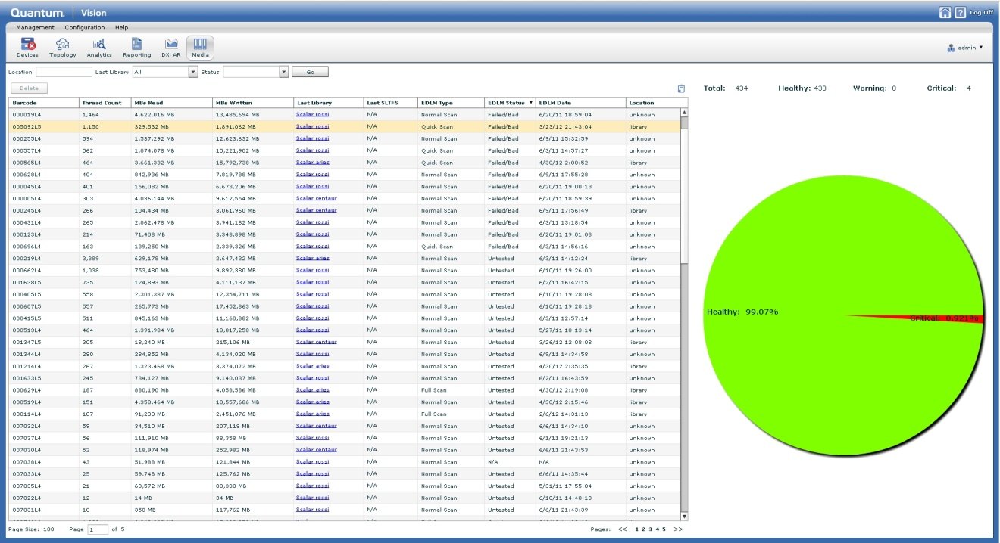 Quantum. | Vision
Log Off
Management Configuration Help
Devices Topology Analytics Reporting DXi AR Media
admin
Location Last Library All Status Go
Delete
Total: 434 Healthy: 430 Warning: 0 Critical: 4
Barcode Thread Count MBs Read MBs Written Last Library Last SLTFS EDLM Type EDLM Status EDLM Date Location
000019L4 1,464 4,622,016 MB 13,485,694 MB Scalar rossi N/A Normal Scan Failed/Bad 6/20/11 18:59:04 unknown
005092L5 1,150 329,532 MB 1,891,062 MB Scalar rossi N/A Quick Scan Failed/Bad 3/23/12 21:43:04 library
000255L4 594 1,537,292 MB 12,623,632 MB Scalar rossi N/A Normal Scan Failed/Bad 6/9/11 15:32:59 unknown
000557L4 562 1,074,078 MB 15,221,902 MB Scalar rossi N/A Quick Scan Failed/Bad 6/3/11 14:57:27 unknown
000565L4 464 3,661,332 MB 15,792,738 MB Scalar aries N/A Quick Scan Failed/Bad 4/30/12 2:00:52 library
000628L4 404 842,936 MB 7,819,788 MB Scalar rossi N/A Normal Scan Failed/Bad 6/9/11 17:55:28 unknown
000045L4 401 156,082 MB 6,673,206 MB Scalar rossi N/A Normal Scan Failed/Bad 6/20/11 19:00:13 unknown
000005L4 303 4,036,144 MB 9,617,554 MB Scalar centaur N/A Normal Scan Failed/Bad 6/20/11 18:59:39 unknown
000245L4 266 104,434 MB 3,061,960 MB Scalar centaur N/A Normal Scan Failed/Bad 6/9/11 17:56:49 library
000431L4 265 2,062,478 MB 3,941,182 MB Scalar rossi N/A Normal Scan Failed/Bad 6/3/11 13:18:54 unknown
000123L4 214 71,408 MB 3,348,898 MB Scalar rossi N/A Normal Scan Failed/Bad 6/20/11 19:01:03 unknown
000696L4 163 139,250 MB 2,339,326 MB Scalar rossi N/A Quick Scan Failed/Bad 6/3/11 14:56:16 unknown
000219L4 3,389 629,178 MB 2,647,432 MB Scalar aries N/A Normal Scan Untested 6/3/11 14:12:24 library
000662L4 1,038 753,480 MB 9,892,380 MB Scalar rossi N/A Normal Scan Untested 6/10/11 19:26:00 unknown
001638L5 735 124,893 MB 4,111,137 MB Scalar rossi N/A Normal Scan Untested 6/2/11 16:42:15 unknown
000405L5 558 2,301,387 MB 12,354,711 MB Scalar rossi N/A Normal Scan Untested 6/10/11 19:28:08 unknown
000607L5 557 265,773 MB 17,452,863 MB Scalar rossi N/A Normal Scan Untested 6/10/11 19:28:18 unknown
000415L5 511 845,163 MB 11,160,882 MB Scalar rossi N/A Normal Scan Untested 6/3/11 12:57:14 unknown
000513L4 464 1,391,984 MB 18,817,258 MB Scalar rossi N/A Normal Scan Untested 5/27/11 18:13:14 unknown
001347L5 305 18,240 MB 215,106 MB Scalar centaur N/A Normal Scan Untested 3/26/12 12:08:08 library
001344L4 280 284,852 MB 4,134,020 MB Scalar rossi N/A Normal Scan Untested 6/9/11 14:34:58 unknown
001214L4 267 1,323,468 MB 3,374,072 MB Scalar aries N/A Normal Scan Untested 4/30/12 2:35:35 library
001633L5 245 734,127 MB 9,140,037 MB Scalar rossi N/A Normal Scan Untested 6/2/11 16:43:59 unknown
000629L4 187 880,190 MB 4,058,586 MB Scalar aries N/A Full Scan Untested 4/30/12 2:19:08 library
000519L4 151 4,358,464 MB 10,557,686 MB Scalar aries N/A Normal Scan Untested 4/30/12 2:15:46 library
000114L4 107 91,238 MB 2,451,076 MB Scalar aries N/A Full Scan Untested 2/6/12 14:31:13 library
007032L4 59 34,510 MB 207,118 MB Scalar centaur N/A Normal Scan Untested 6/6/11 14:34:10 unknown
007037L4 56 111,910 MB 88,358 MB Scalar rossi N/A Normal Scan Untested 6/1/11 19:21:13 unknown
007030L4 52 118,974 MB 252,982 MB Scalar centaur N/A Normal Scan Untested 6/6/11 21:43:53 unknown
007038L4 43 51,988 MB 121,844 MB Scalar rossi N/A Normal Scan N/A N/A unknown
007033L4 25 59,748 MB 125,762 MB Scalar rossi N/A Normal Scan Untested 6/6/11 14:35:44 unknown
007035L4 21 60,572 MB 88,330 MB Scalar rossi N/A Normal Scan Untested 5/31/11 17:55:04 unknown
007022L4 12 14 MB 34 MB Scalar rossi N/A Normal Scan Untested 6/10/11 14:40:10 unknown
007031L4 10 350 MB 117,762 MB Scalar rossi N/A Normal Scan Untested 6/6/11 21:43:39 unknown
Healthy: 99.07%
Critical: 0.921%
Page Size: 100 Page 1 of 5
Pages: << 1 2 3 4 5 >>